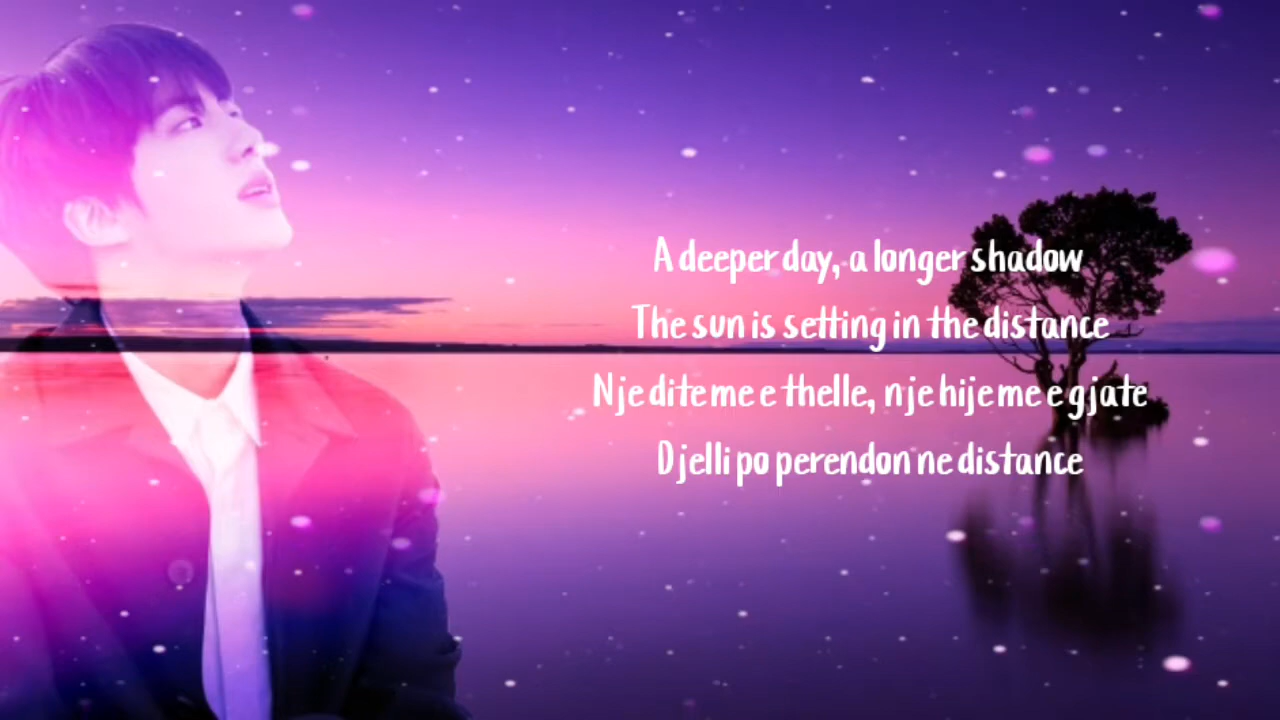 A deeper day, a longer shadow
The sun is setting in the distance
Nje dite me e thelle, nje hije me e gjate
Djelli po perendon ne distance